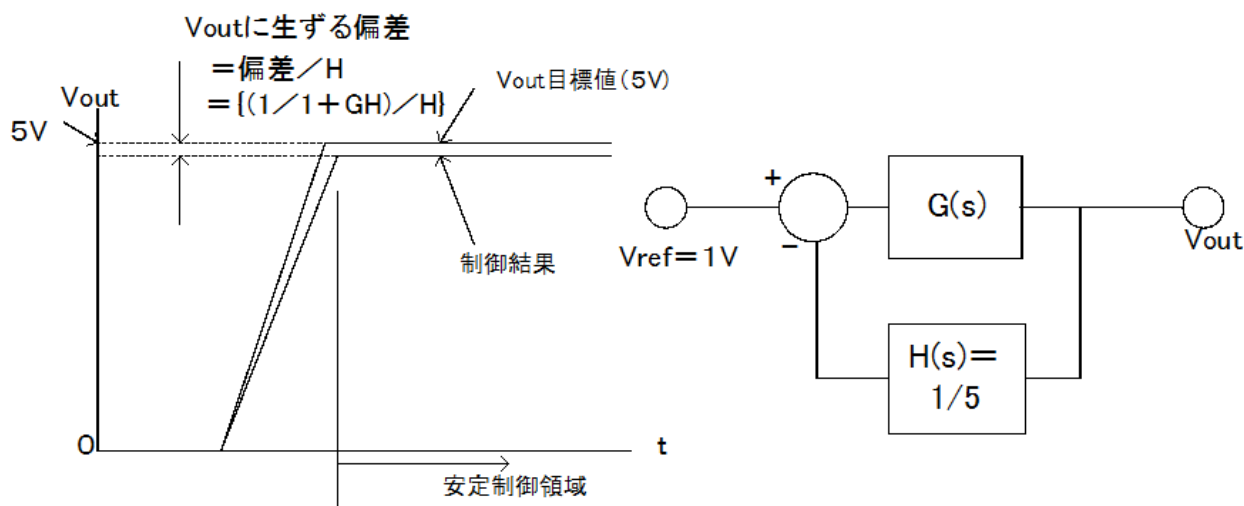 Voutに生ずる偏差
＝偏差／H
＝{(1／1＋GH)／H}
Vout目標値(5V)
Vout
5V
制御結果
0
t
安定制御領域
+
−
G(s)
Vref＝1V
Vout
H(s)＝
1/5